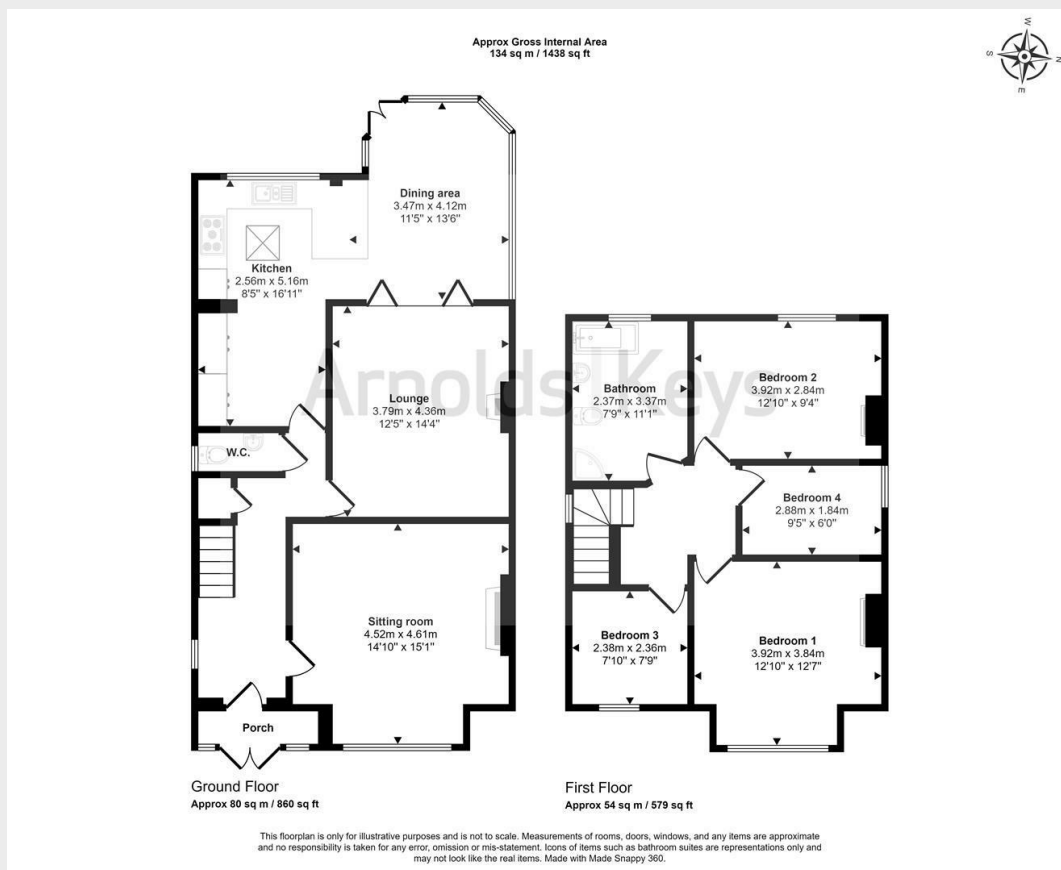 Approx Gross Internal Area
134 sq m / 1438 sq ft
W
S
N
E
Dining area
3.47m x 4.12m
11'5" x 13'6"
Kitchen
2.56m x 5.16m
8'5" x 16'11"
Arnolds Keys
Lounge
3.79m x 4.36m
12'5" x 14'4"
W.C.
Sitting room
4.52m x 4.61m
14'10" x 15'1"
Porch
Ground Floor
Approx 80 sq m / 860 sq ft
Bathroom
2.37m x 3.37m
7'9" x 11'1"
Bedroom 2
3.92m x 2.84m
12'10" x 9'4"
Bedroom 4
2.88m x 1.84m
9'5" x 6'0"
Bedroom 3
2.38m x 2.36m
7'10" x 7'9"
Bedroom 1
3.92m x 3.84m
12'10" x 12'7"
First Floor
Approx 54 sq m / 579 sq ft
This floorplan is only for illustrative purposes and is not to scale. Measurements of rooms, doors, windows, and any items are approximate
and no responsibility is taken for any error, omission or mis-statement. Icons of items such as bathroom suites are representations only and
may not look like the real items. Made with Made Snappy 360.